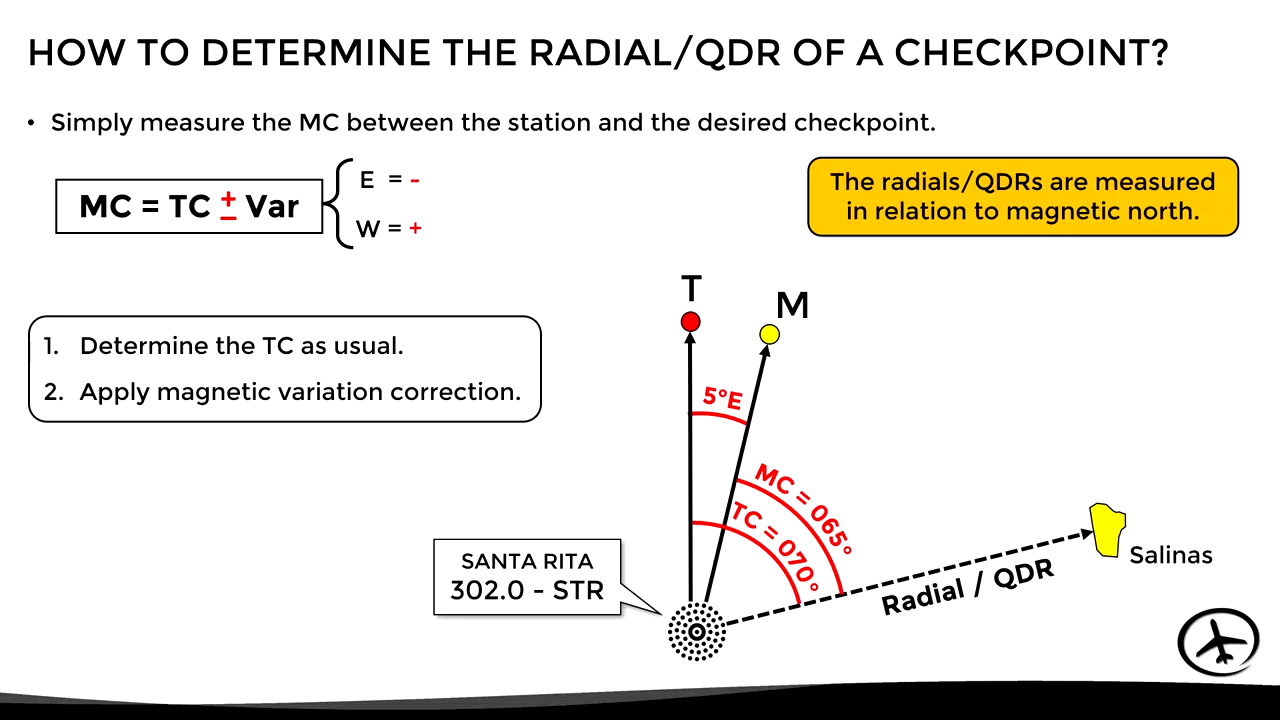 HOW TO DETERMINE THE RADIAL/QDR OF A CHECKPOINT?
• Simply measure the MC between the station and the desired checkpoint.
MC = TC ± Var
E = -
W = +
The radials/QDRs are measured
in relation to magnetic north.
1. Determine the TC as usual.
2. Apply magnetic variation correction.
T
M
5°E
MC = 065°
TC = 070°
SANTA RITA
302.0 - STR
Radial / QDR
Salinas